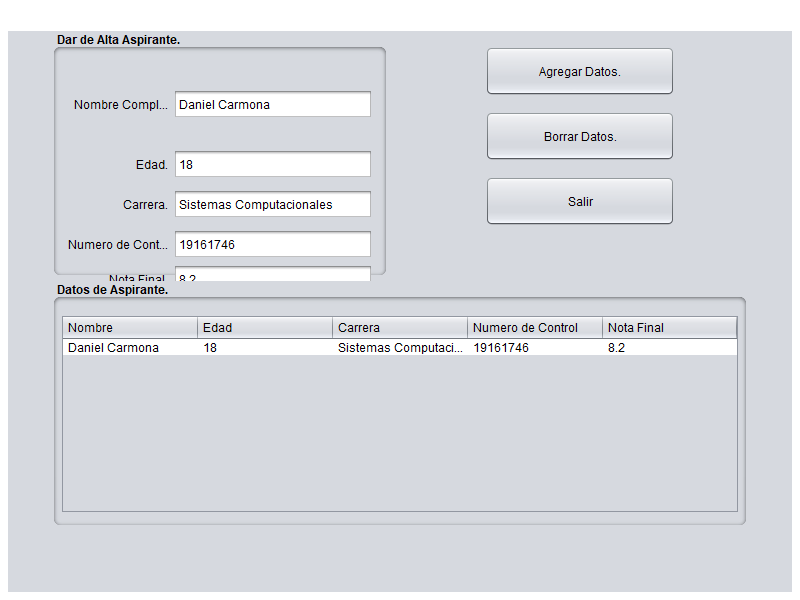 Dar de Alta Aspirante.
Nombre Compl... Daniel Carmona
Edad. 18
Carrera. Sistemas Computacionales
Numero de Cont... 19161746
Nota Final 8.2
Agregar Datos.
Borrar Datos.
Salir
Datos de Aspirante.
Nombre Edad Carrera Numero de Control Nota Final
Daniel Carmona 18 Sistemas Computaci... 19161746 8.2